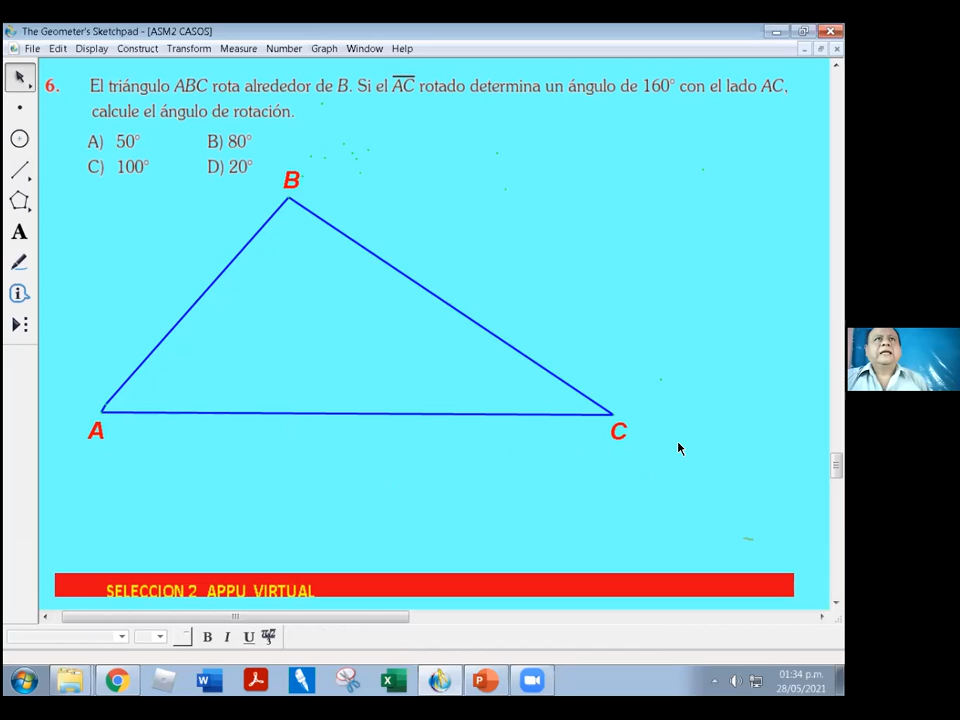 The Geometer's Sketchpad - [ASM2 CASOS]
File Edit Display Construct Transform Measure Number Graph Window Help
6. El triángulo ABC rota alrededor de B. Si el AC rotado determina un ángulo de 160° con el lado AC,
calcule el ángulo de rotación.
A) 50° B) 80°
C) 100° D) 20°
B
A
C
SELECCION 2 APPU VIRTUAL
B I U
01:34 p.m.
28/05/2021